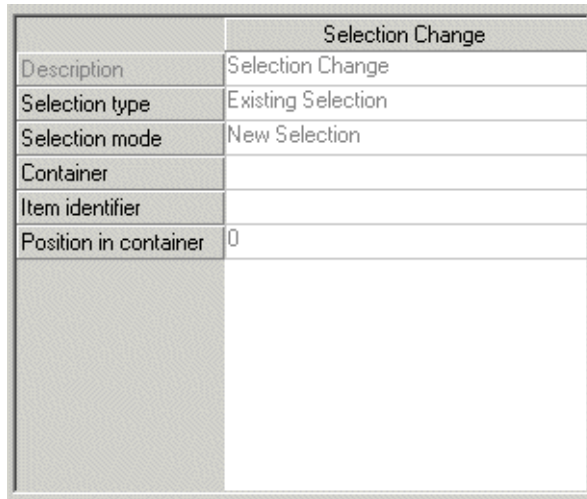 Selection Change
Description Selection Change
Selection type Existing Selection
Selection mode New Selection
Container
Item identifier
Position in container 0